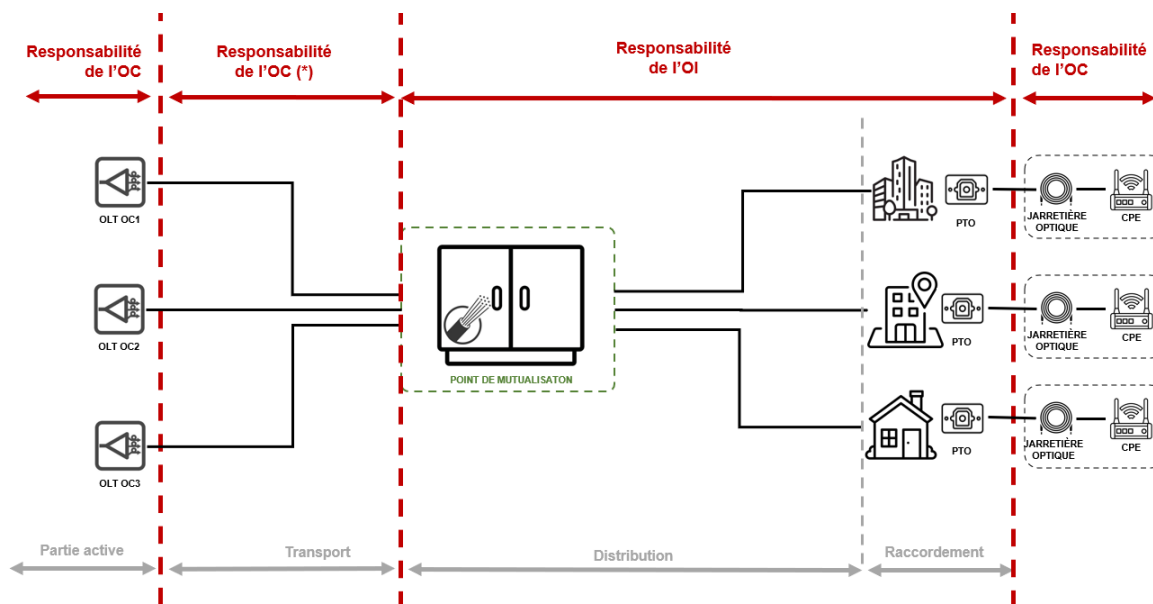 Responsabilité
de l'OC
Responsabilité
de l'OC (*)
Responsabilité
de l'OI
Responsabilité
de l'OC
OLT OC1
PTO
JARRETIÈRE
OPTIQUE
CPE
OLT OC2
POINT DE MUTUALISATON
PTO
JARRETIÈRE
OPTIQUE
CPE
OLT OC3
PTO
JARRETIÈRE
OPTIQUE
CPE
Partie active
Transport
Distribution
Raccordement